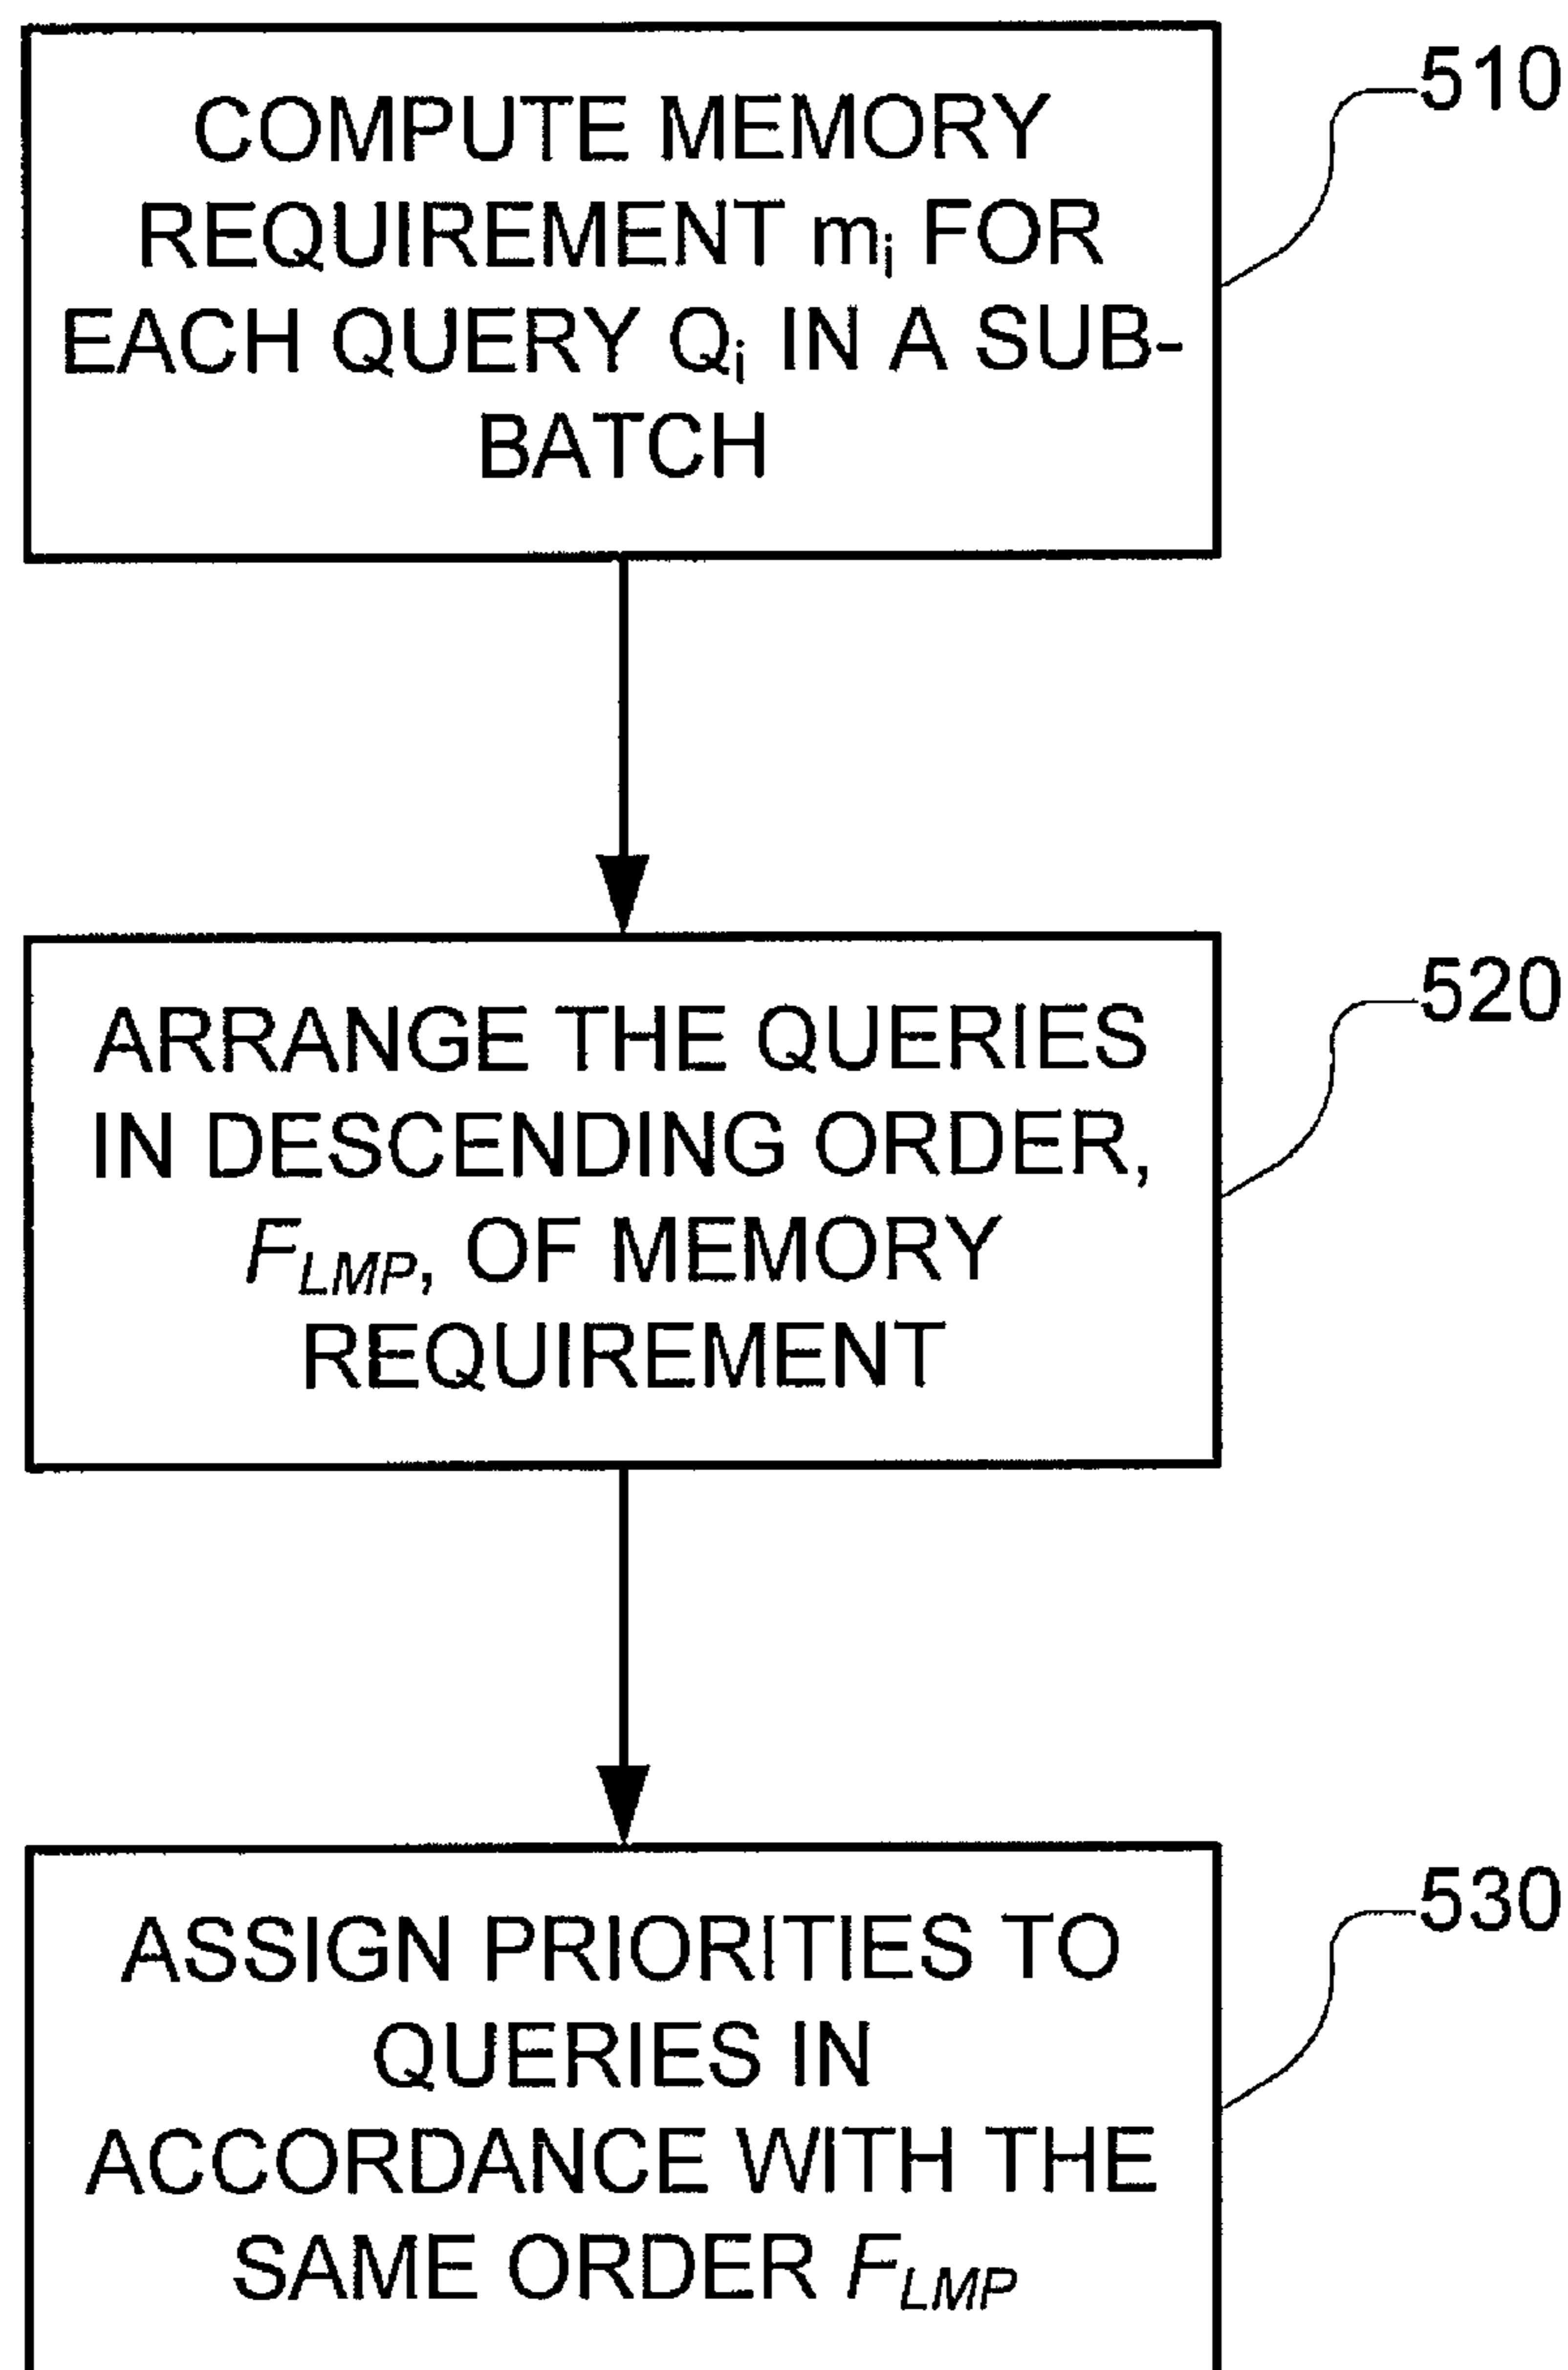 COMPUTE MEMORY
REQUIREMENT mi FOR
EACH QUERY Qi IN A SUB-
BATCH
510
ARRANGE THE QUERIES
IN DESCENDING ORDER,
FLMP, OF MEMORY
REQUIREMENT
520
ASSIGN PRIORITIES TO
QUERIES IN
ACCORDANCE WITH THE
SAME ORDER FLMP
530